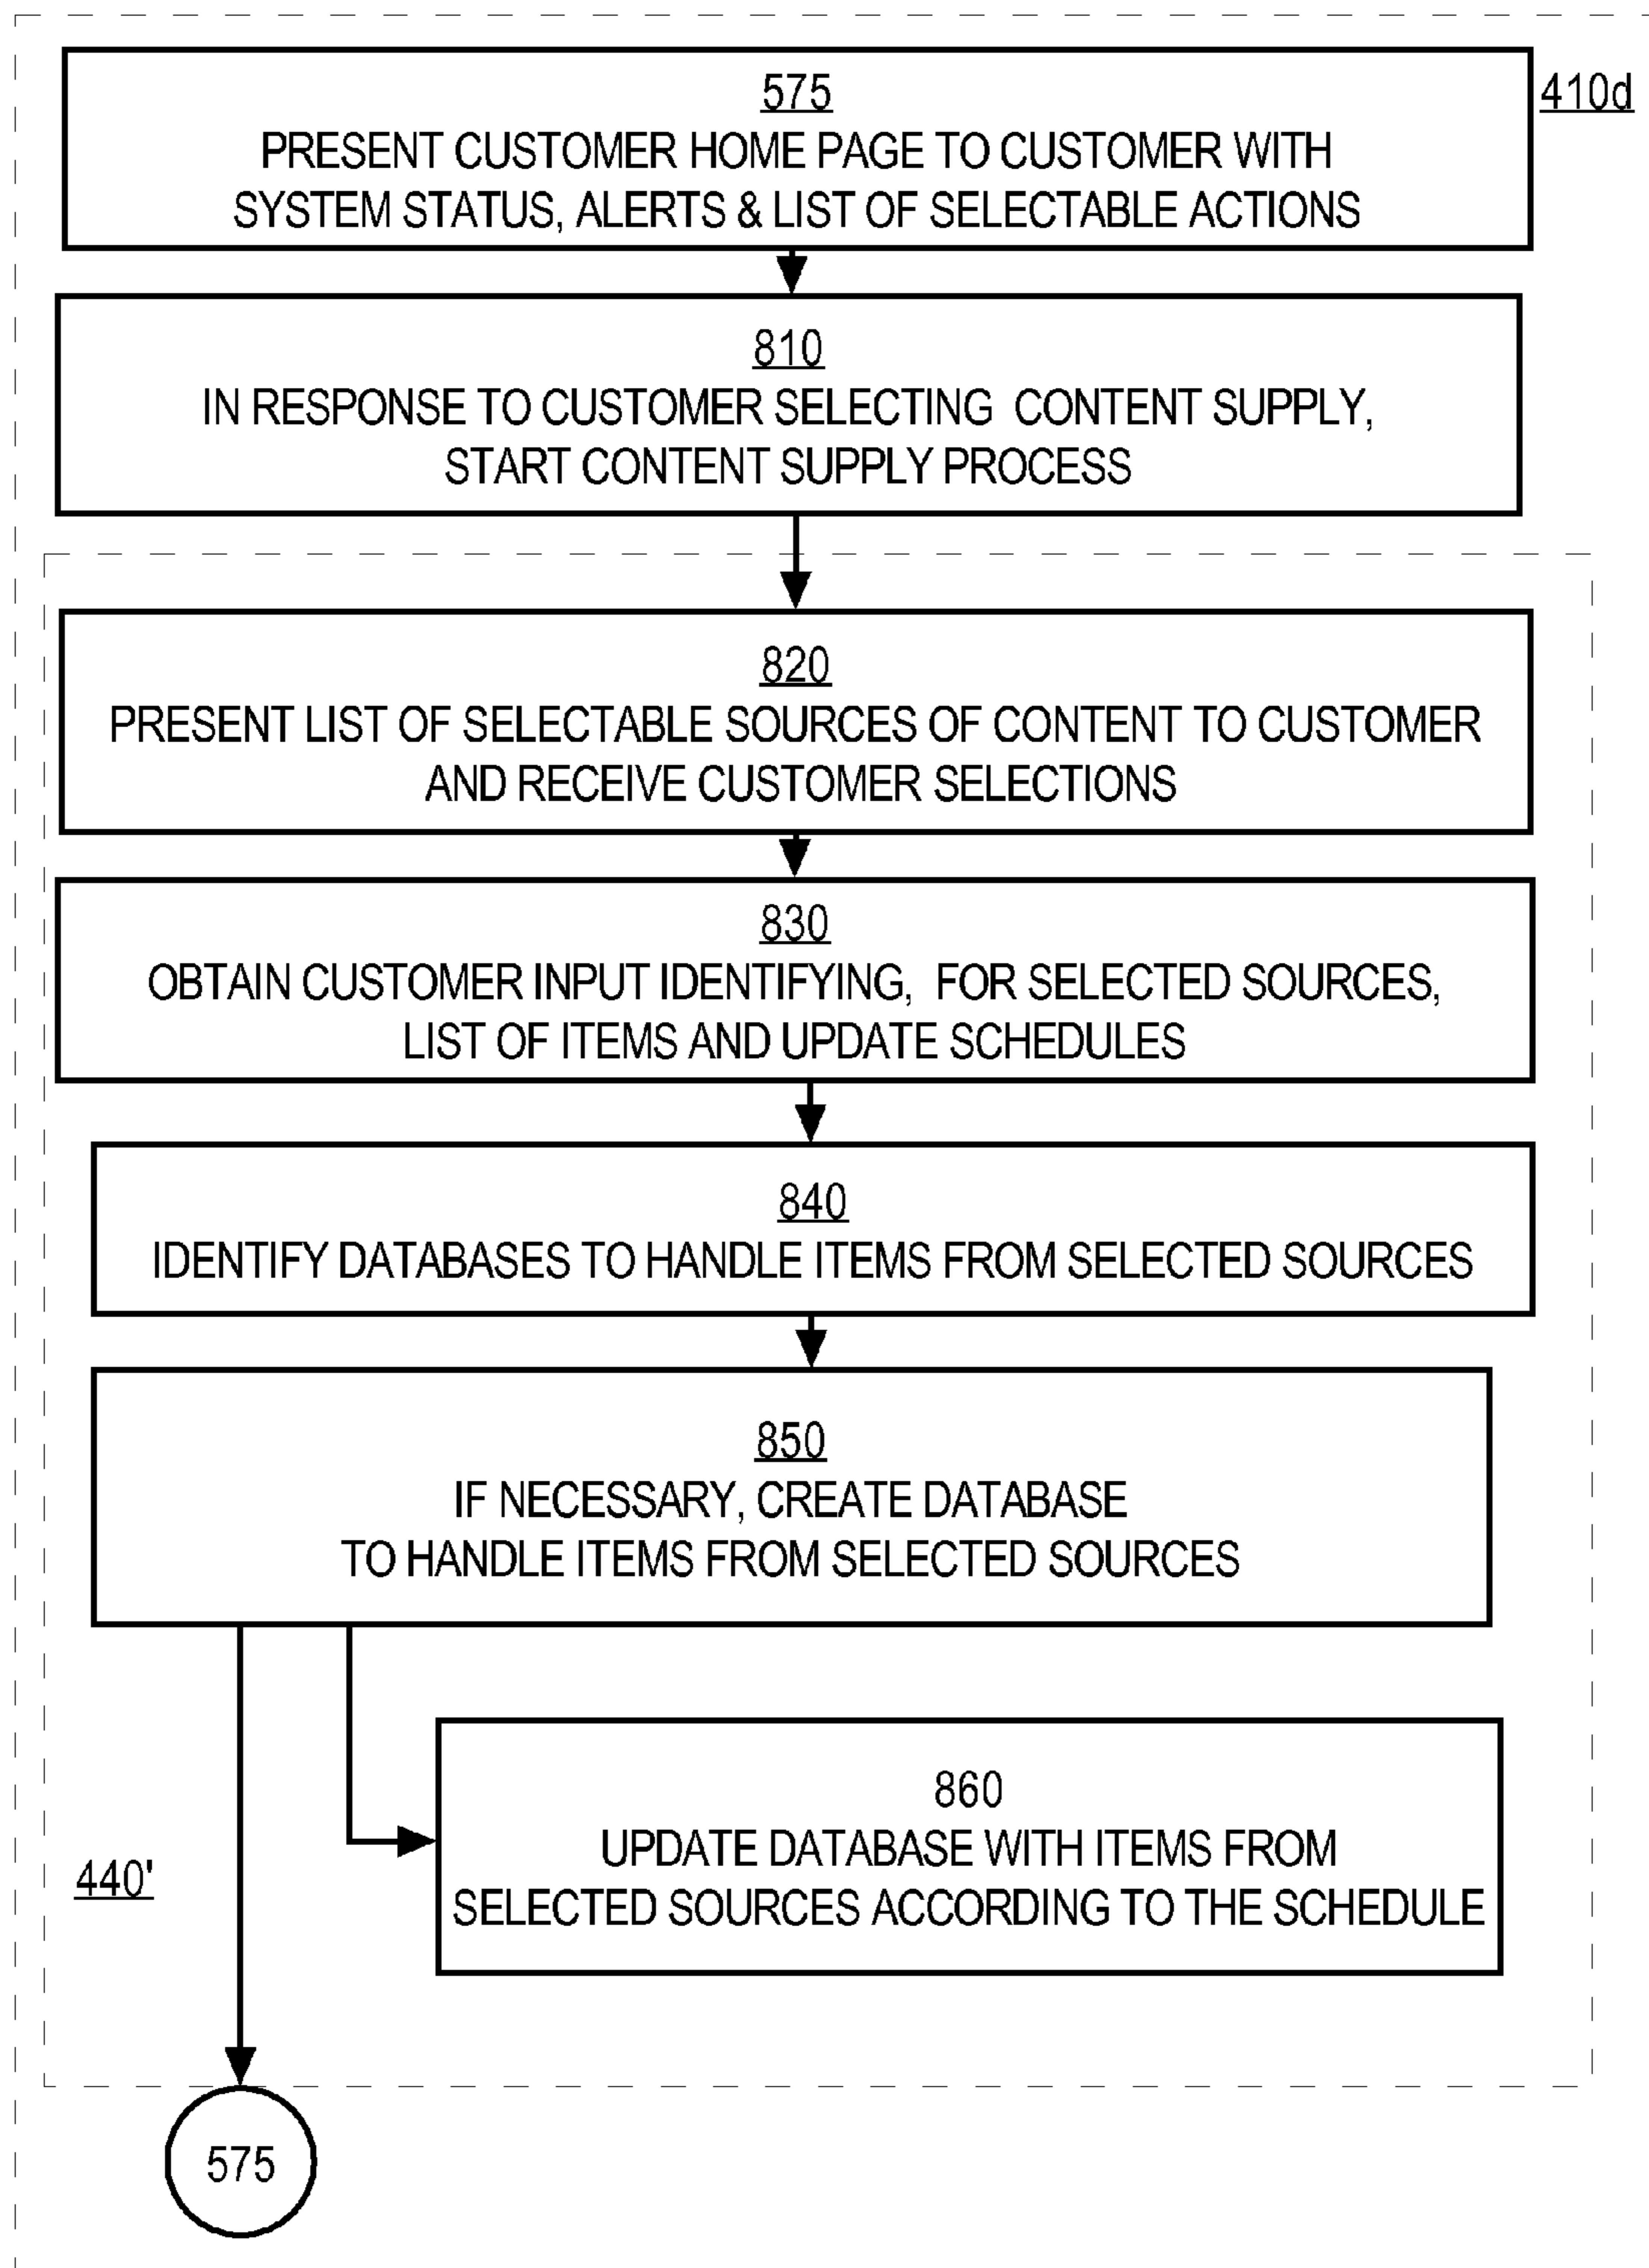 575
410d
PRESENT CUSTOMER HOME PAGE TO CUSTOMER WITH
SYSTEM STATUS, ALERTS & LIST OF SELECTABLE ACTIONS
810
IN RESPONSE TO CUSTOMER SELECTING CONTENT SUPPLY,
START CONTENT SUPPLY PROCESS
820
PRESENT LIST OF SELECTABLE SOURCES OF CONTENT TO CUSTOMER
AND RECEIVE CUSTOMER SELECTIONS
830
OBTAIN CUSTOMER INPUT IDENTIFYING, FOR SELECTED SOURCES,
LIST OF ITEMS AND UPDATE SCHEDULES
840
IDENTIFY DATABASES TO HANDLE ITEMS FROM SELECTED SOURCES
850
IF NECESSARY, CREATE DATABASE
TO HANDLE ITEMS FROM SELECTED SOURCES
860
UPDATE DATABASE WITH ITEMS FROM
SELECTED SOURCES ACCORDING TO THE SCHEDULE
440'
575